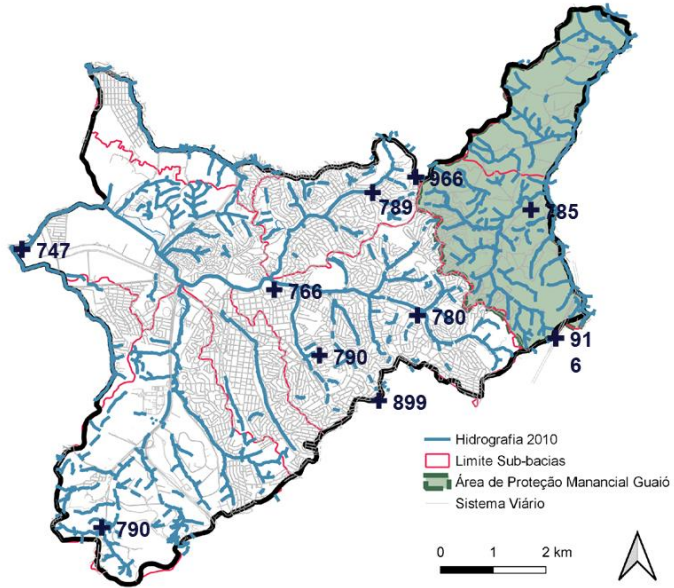 966
789
785
747
766
780
91
6
790
899
Hidrografia 2010
Limite Sub-bacias
Área de Proteção Manancial Guaió
Sistema Viário
790
0 1 2 km